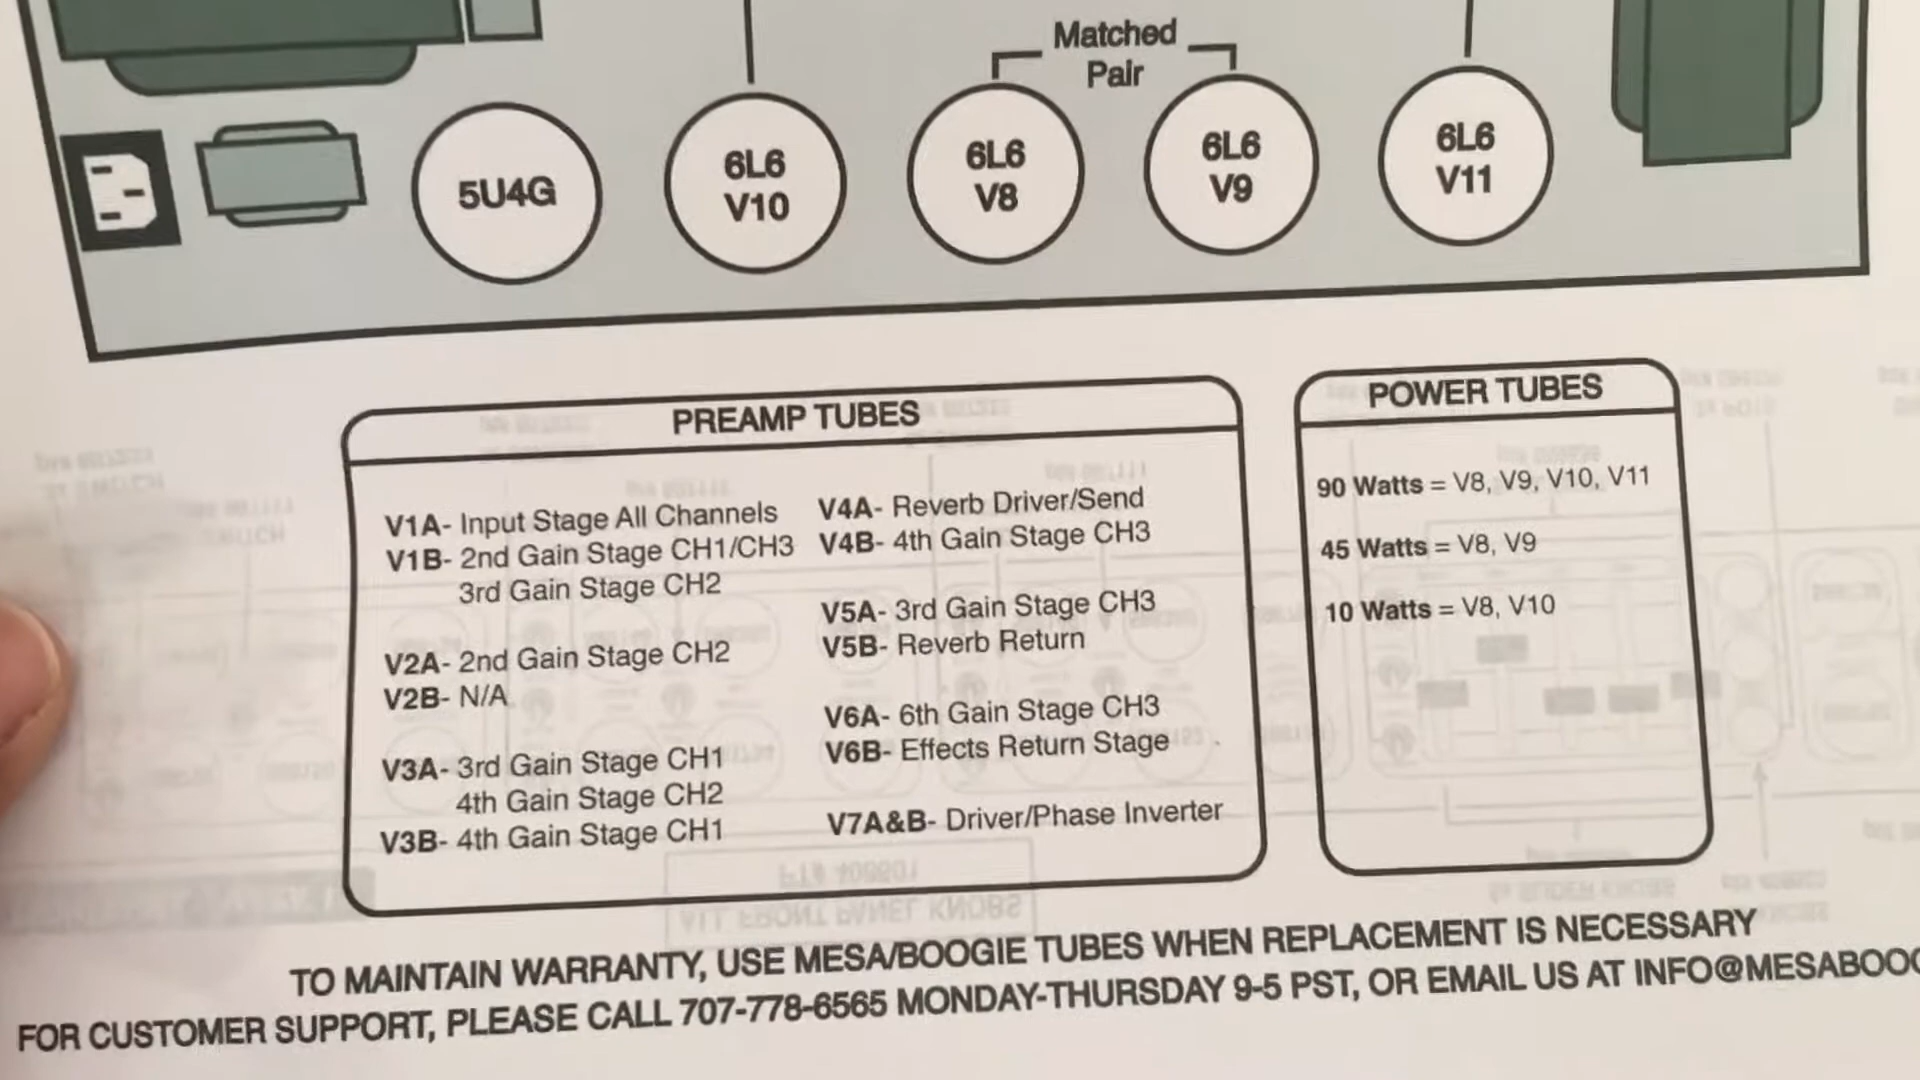 Matched
Pair
5U4G
6L6
V10
6L6
V8
6L6
V9
6L6
V11
PREAMP TUBES
V1A- Input Stage All Channels
V1B- 2nd Gain Stage CH1/CH3
3rd Gain Stage CH2
V2A- 2nd Gain Stage CH2
V2B- N/A
V3A- 3rd Gain Stage CH1
4th Gain Stage CH2
V3B- 4th Gain Stage CH1
V4A- Reverb Driver/Send
V4B- 4th Gain Stage CH3
V5A- 3rd Gain Stage CH3
V5B- Reverb Return
V6A- 6th Gain Stage CH3
V6B- Effects Return Stage
V7A&B- Driver/Phase Inverter
POWER TUBES
90 Watts = V8, V9, V10, V11
45 Watts = V8, V9
10 Watts = V8, V10
TO MAINTAIN WARRANTY, USE MESA/BOOGIE TUBES WHEN REPLACEMENT IS NECESSARY
FOR CUSTOMER SUPPORT, PLEASE CALL 707-778-6565 MONDAY-THURSDAY 9-5 PST, OR EMAIL US AT